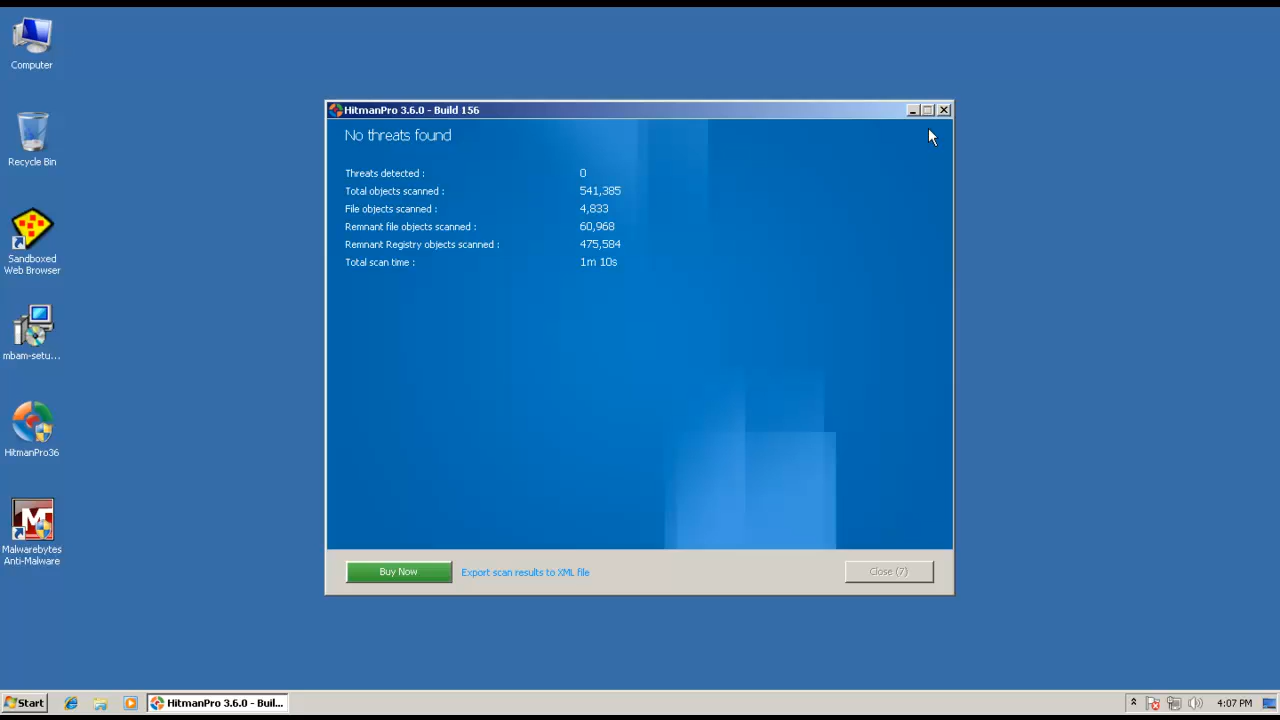 Computer
Recycle Bin
Sandboxed
Web Browser
mbam-setu...
HitmanPro36
Malwarebytes
Anti-Malware
HitmanPro 3.6.0 - Build 156
No threats found
Threats detected : 0
Total objects scanned : 541,385
File objects scanned : 4,833
Remnant file objects scanned : 60,968
Remnant Registry objects scanned : 475,584
Total scan time : 1m 10s
Buy Now Export scan results to XML file Close (7)
Start HitmanPro 3.6.0 - Buil... 4:07 PM